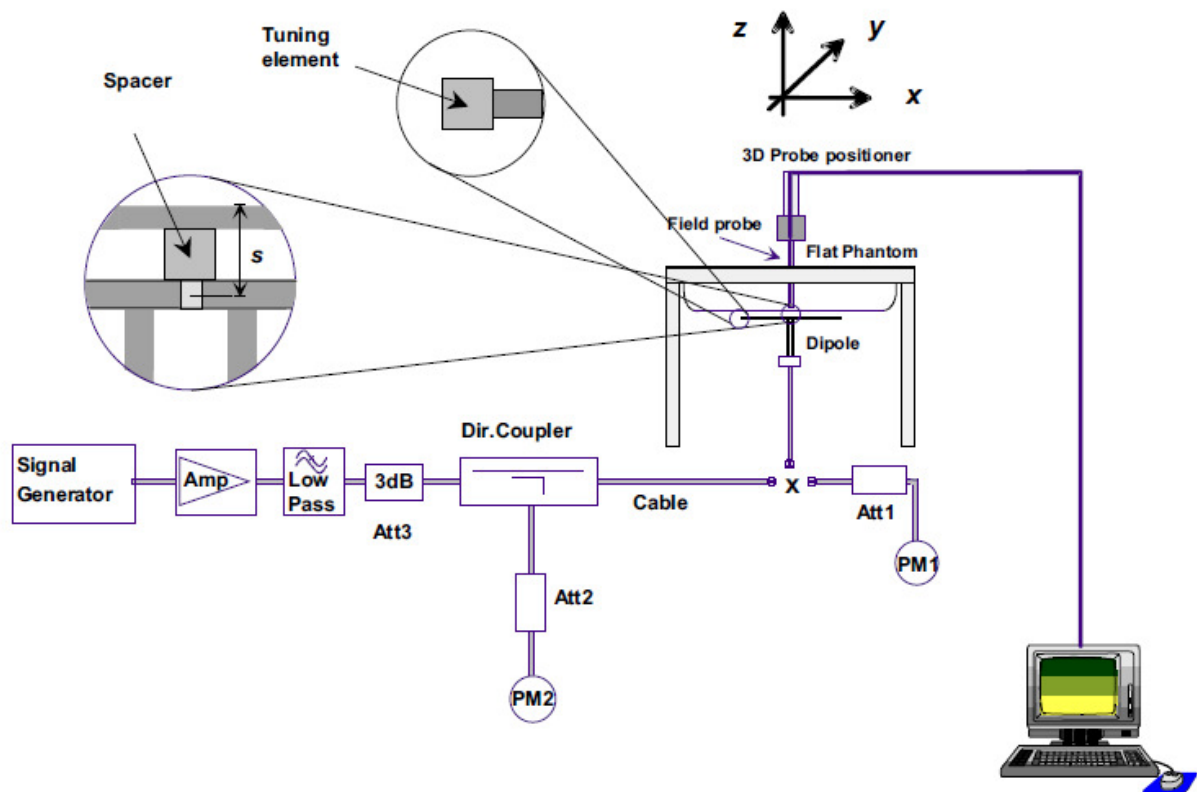 Tuning
element
Spacer
z
y
x
3D Probe positioner
Field probe
Flat Phantom
s
Dipole
Dir.Coupler
Signal
Generator
Amp
Low
Pass
3dB
Att3
Cable
x
Att1
PM1
Att2
PM2